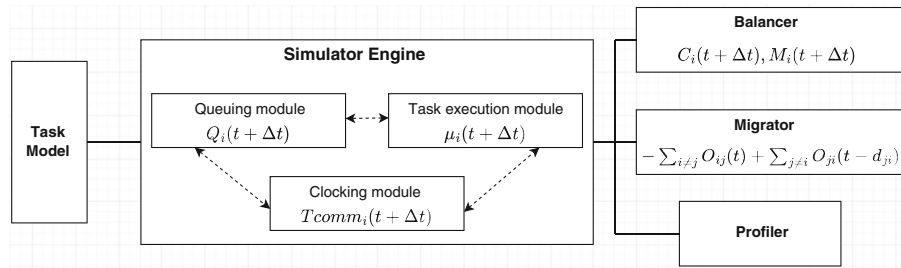 Task
Model
Simulator Engine
Queuing module
Q_i(t + Δt)
Task execution module
μ_i(t + Δt)
Clocking module
Tcomm_i(t + Δt)
Balancer
C_i(t + Δt), M_i(t + Δt)
Migrator
−∑_{i≠j} O_{ij}(t) + ∑_{j≠i} O_{ji}(t − d_{ji})
Profiler